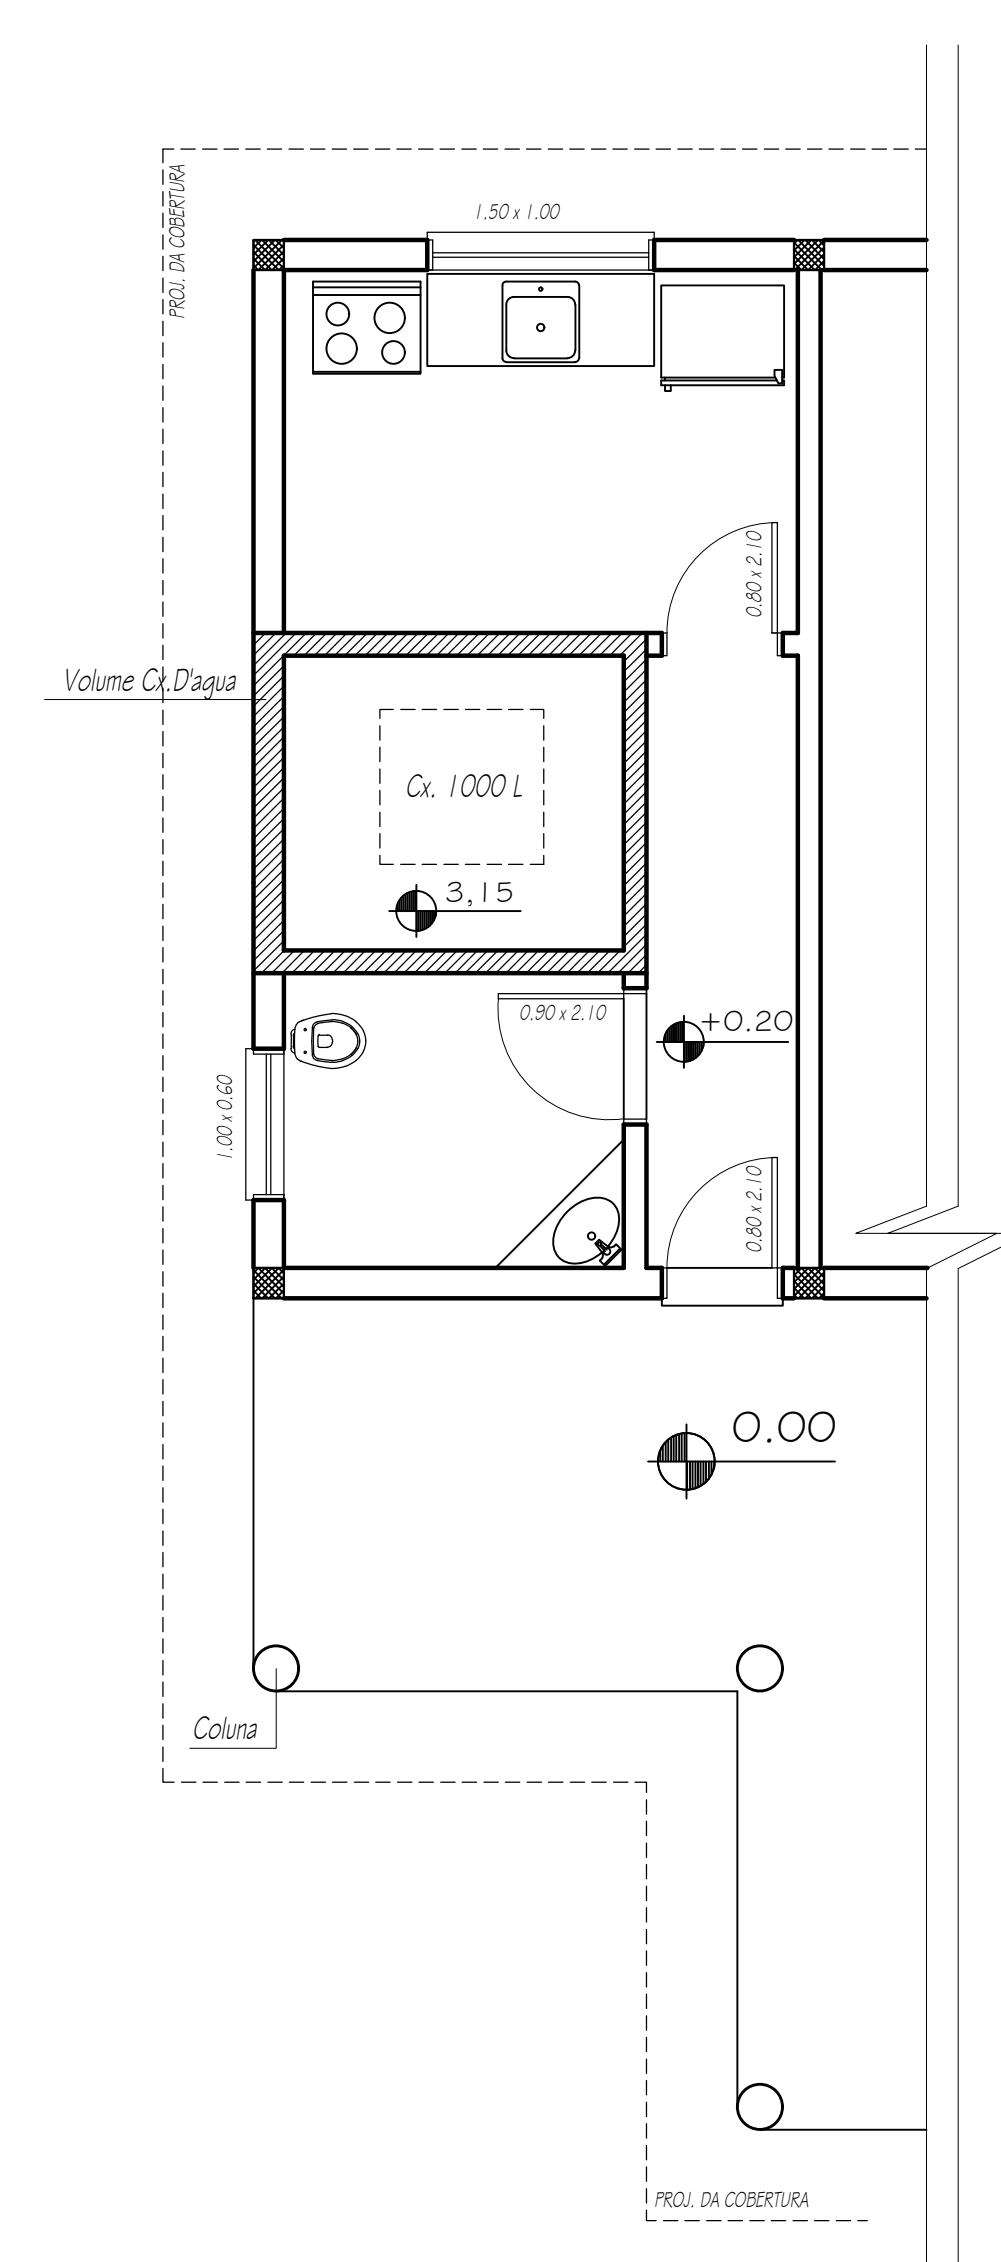 PROJ. DA COBERTURA
1.50 x 1.00
0.80 x 2.10
Volume Cx.D'agua
Cx. 1000 L
3,15
0.90 x 2.10
+0.20
1.00 x 0.60
0.80 x 2.10
0.00
Coluna
PROJ. DA COBERTURA